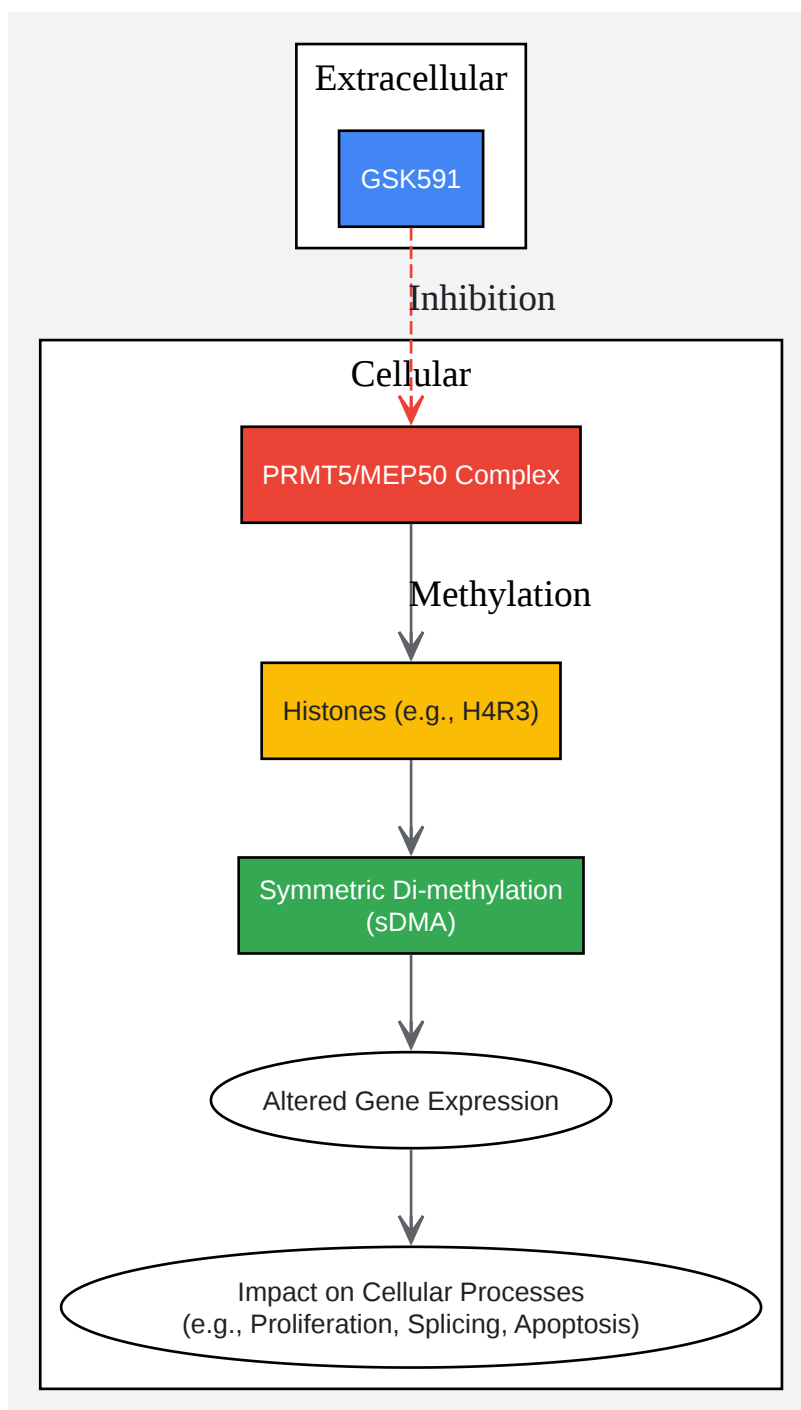 Extracellular
GSK591
Inhibition
Cellular
PRMT5/MEP50 Complex
Methylation
Histones (e.g., H4R3)
Symmetric Di-methylation
(sDMA)
Altered Gene Expression
Impact on Cellular Processes
(e.g., Proliferation, Splicing, Apoptosis)